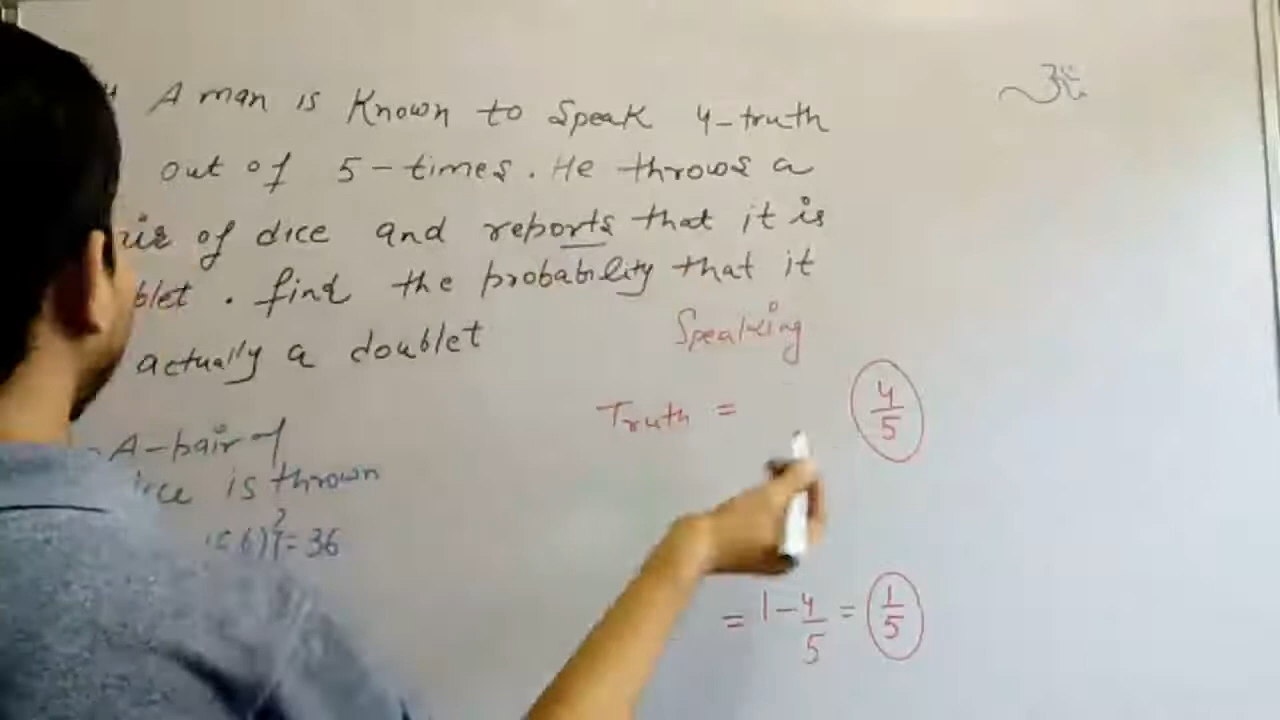 A man is Known to Speak 4-truth
out of 5-times. He throws a
of dice and reports that it is
. find the probability that it
actually a doublet
Speaking
Truth = 4/5
A-pair of
is thrown
= 36
= 1 - 4/5 = 1/5